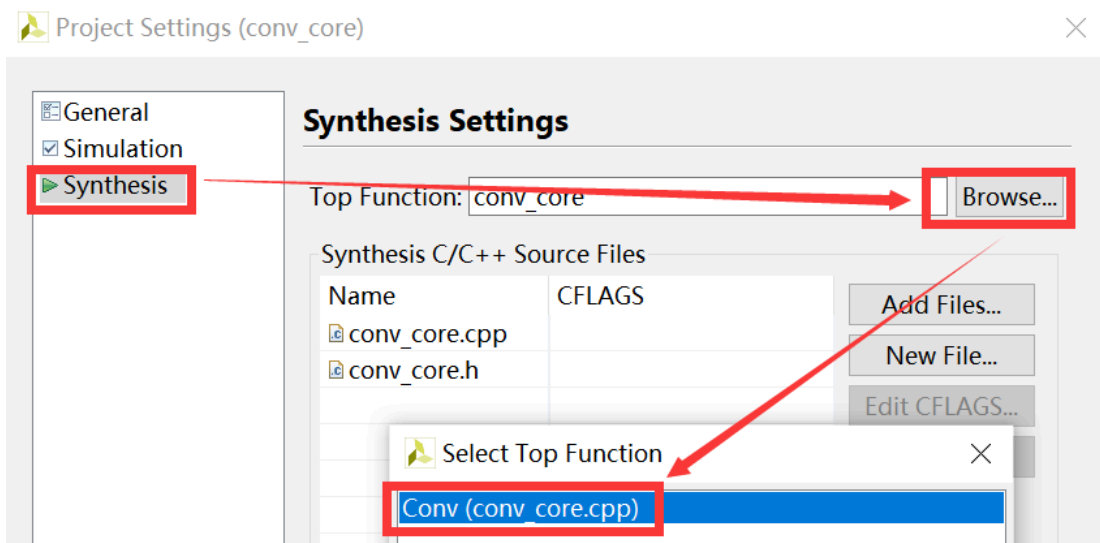 Project Settings (conv_core)
General
Simulation
Synthesis
Synthesis Settings
Top Function: conv_core Browse...
Synthesis C/C++ Source Files
Name CFLAGS
conv_core.cpp
conv_core.h
Add Files...
New File...
Edit CFLAGS...
Select Top Function
Conv (conv_core.cpp)